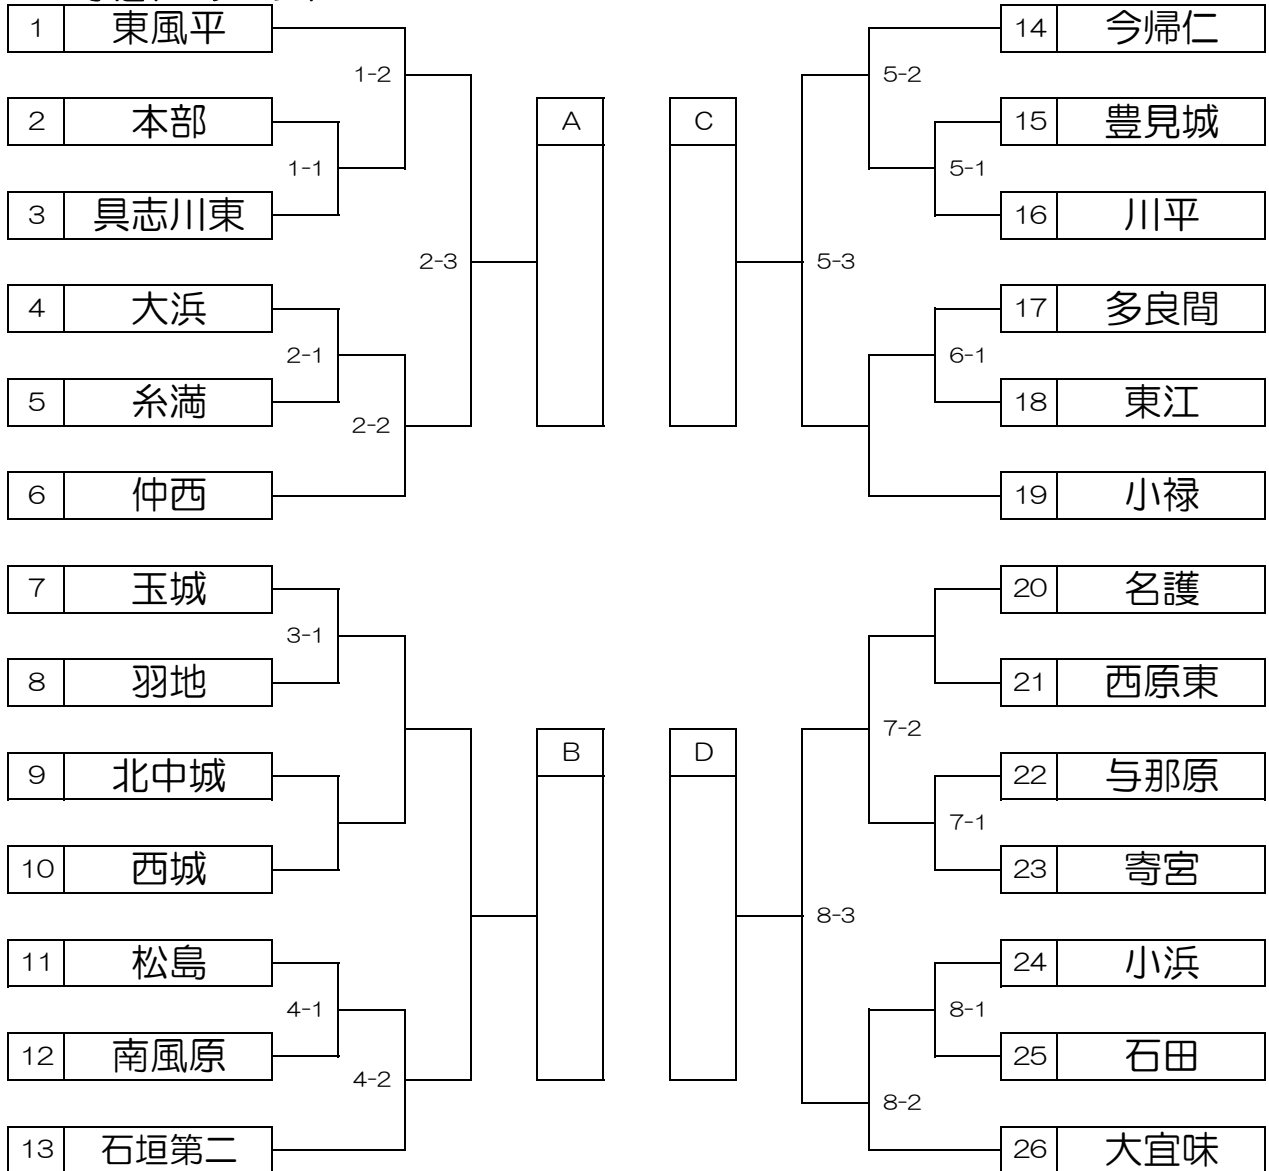 1 東風平
1-2
2 本部
1-1
3 具志川東
2-3
4 大浜
2-1
5 糸満
2-2
6 仲西
7 玉城
3-1
8 羽地
9 北中城
10 西城
11 松島
4-1
12 南風原
4-2
13 石垣第二
A
B
C
D
14 今帰仁
5-2
15 豊見城
5-1
16 川平
5-3
17 多良間
6-1
18 東江
19 小禄
20 名護
21 西原東
7-2
22 与那原
7-1
23 寄宮
8-3
24 小浜
8-1
25 石田
8-2
26 大宜味